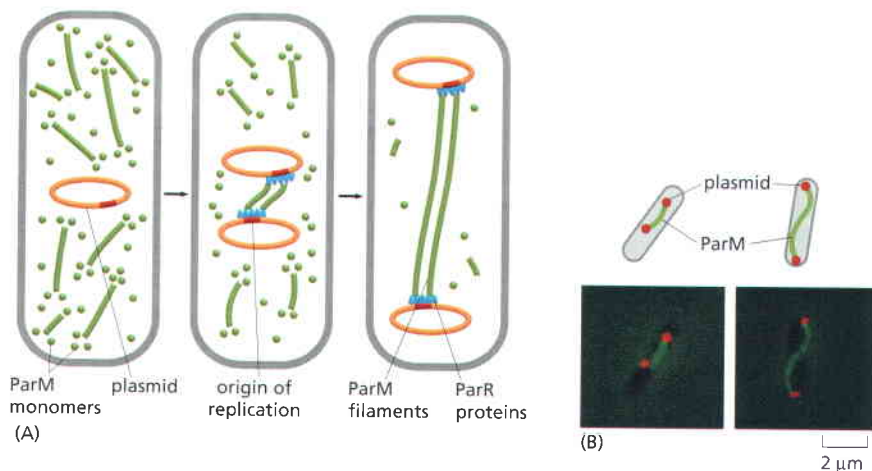 ParM
monomers
plasmid
origin of
replication
ParM
filaments
ParR
proteins
(A)
plasmid
ParM
(B)
2 μm